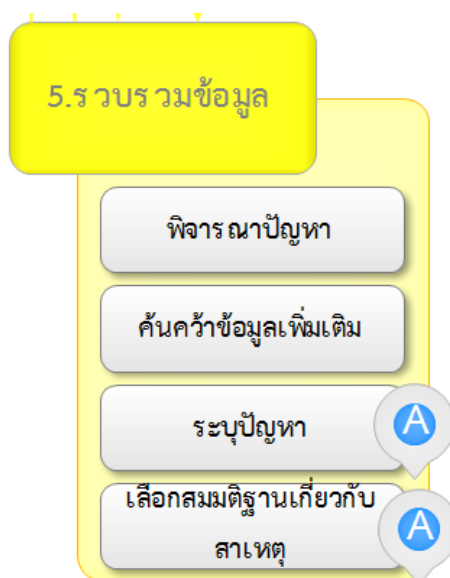 5.รวบรวมข้อมูล
พิจารณาปัญหา
ค้นคว้าข้อมูลเพิ่มเติม
ระบุปัญหา
A
เลือกสมมติฐานเกี่ยวกับ
สาเหตุ
A